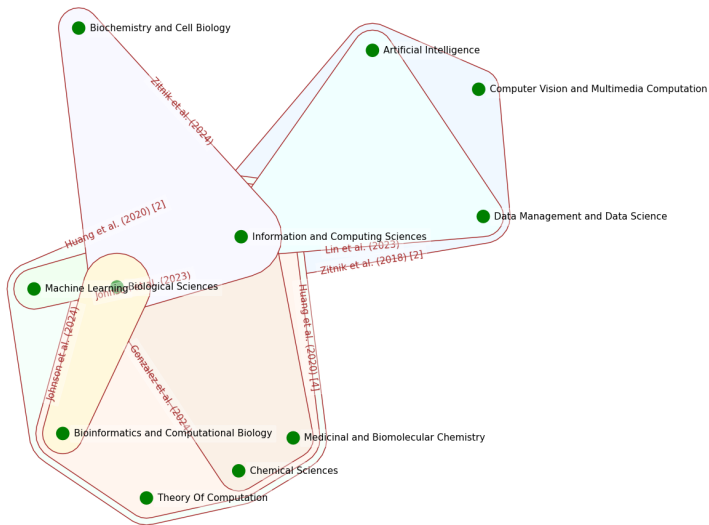 Biochemistry and Cell Biology
Artificial Intelligence
Computer Vision and Multimedia Computation
Zitnik et al. (2024)
Huang et al. (2020) [2]
Data Management and Data Science
Information and Computing Sciences
Lin et al. (2023)
Zitnik et al. (2018) [2]
Machine Learning
Biological Sciences
Johnson et al. (2023)
Huang et al. (2020) [4]
Johnson et al. (2024)
Gonzalez et al. (2024)
Bioinformatics and Computational Biology
Medicinal and Biomolecular Chemistry
Chemical Sciences
Theory Of Computation